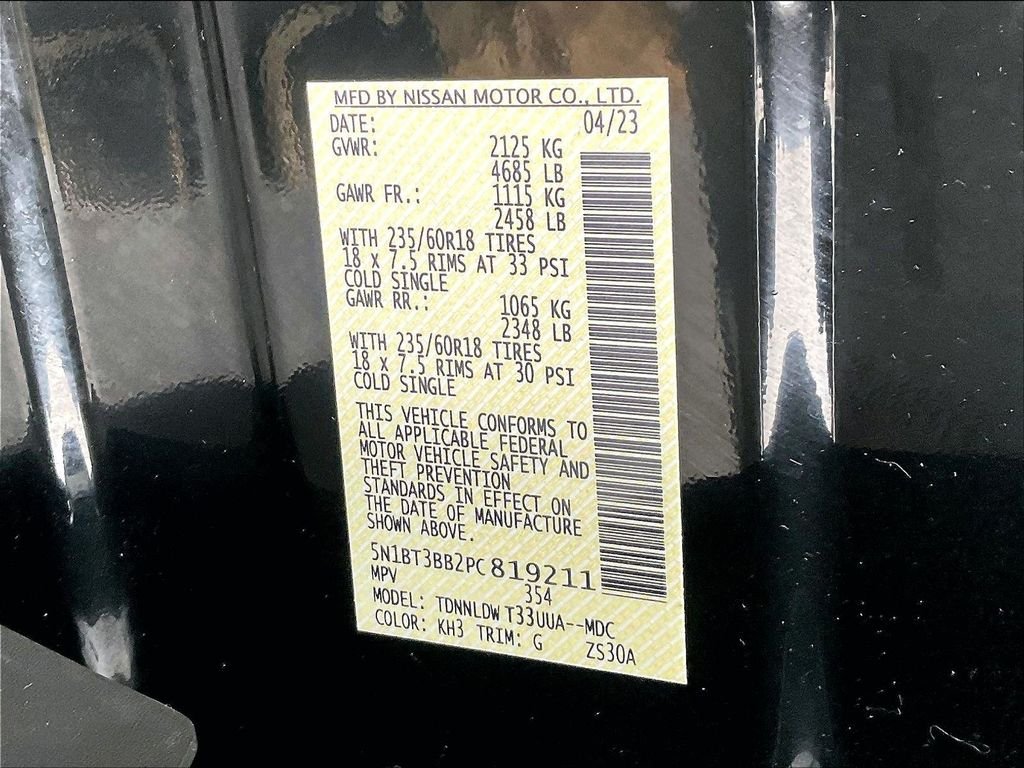 MFD BY NISSAN MOTOR CO., LTD.
DATE: 04/23
GVWR: 2125 KG
4685 LB
GAWR FR.: 1115 KG
2458 LB
WITH 235/60R18 TIRES
18 x 7.5 RIMS AT 33 PSI
COLD SINGLE
GAWR RR.: 1065 KG
2348 LB
WITH 235/60R18 TIRES
18 x 7.5 RIMS AT 30 PSI
COLD SINGLE
THIS VEHICLE CONFORMS TO
ALL APPLICABLE FEDERAL
MOTOR VEHICLE SAFETY AND
THEFT PREVENTION
STANDARDS IN EFFECT ON
THE DATE OF MANUFACTURE
SHOWN ABOVE.
5N1BT3BB2PC819211
MPV 354
MODEL: TDNNLDW T33UUA--MDC
COLOR: KH3 TRIM: G ZS30A